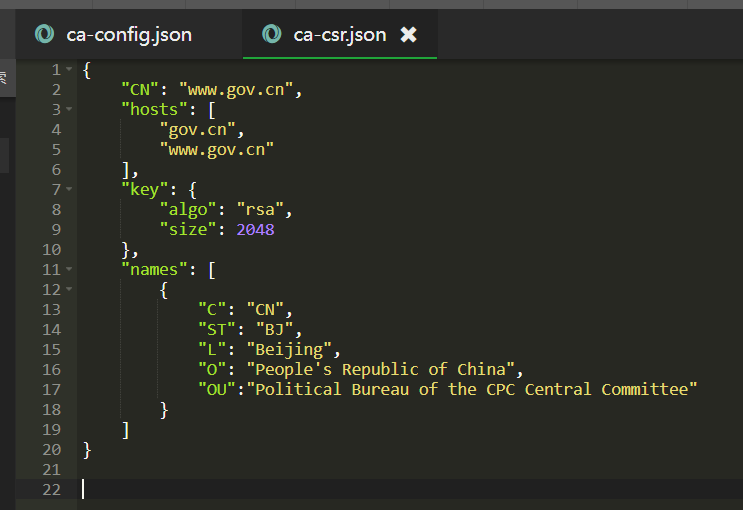 ca-config.json
ca-csr.json
索
1 {
2 "CN": "www.gov.cn",
3 "hosts": [
4 "gov.cn",
5 "www.gov.cn"
6 ],
7 "key": {
8 "algo": "rsa",
9 "size": 2048
10 },
11 "names": [
12 {
13 "C": "CN",
14 "ST": "BJ",
15 "L": "Beijing",
16 "O": "People's Republic of China",
17 "OU":"Political Bureau of the CPC Central Committee"
18 }
19 ]
20 }
21
22